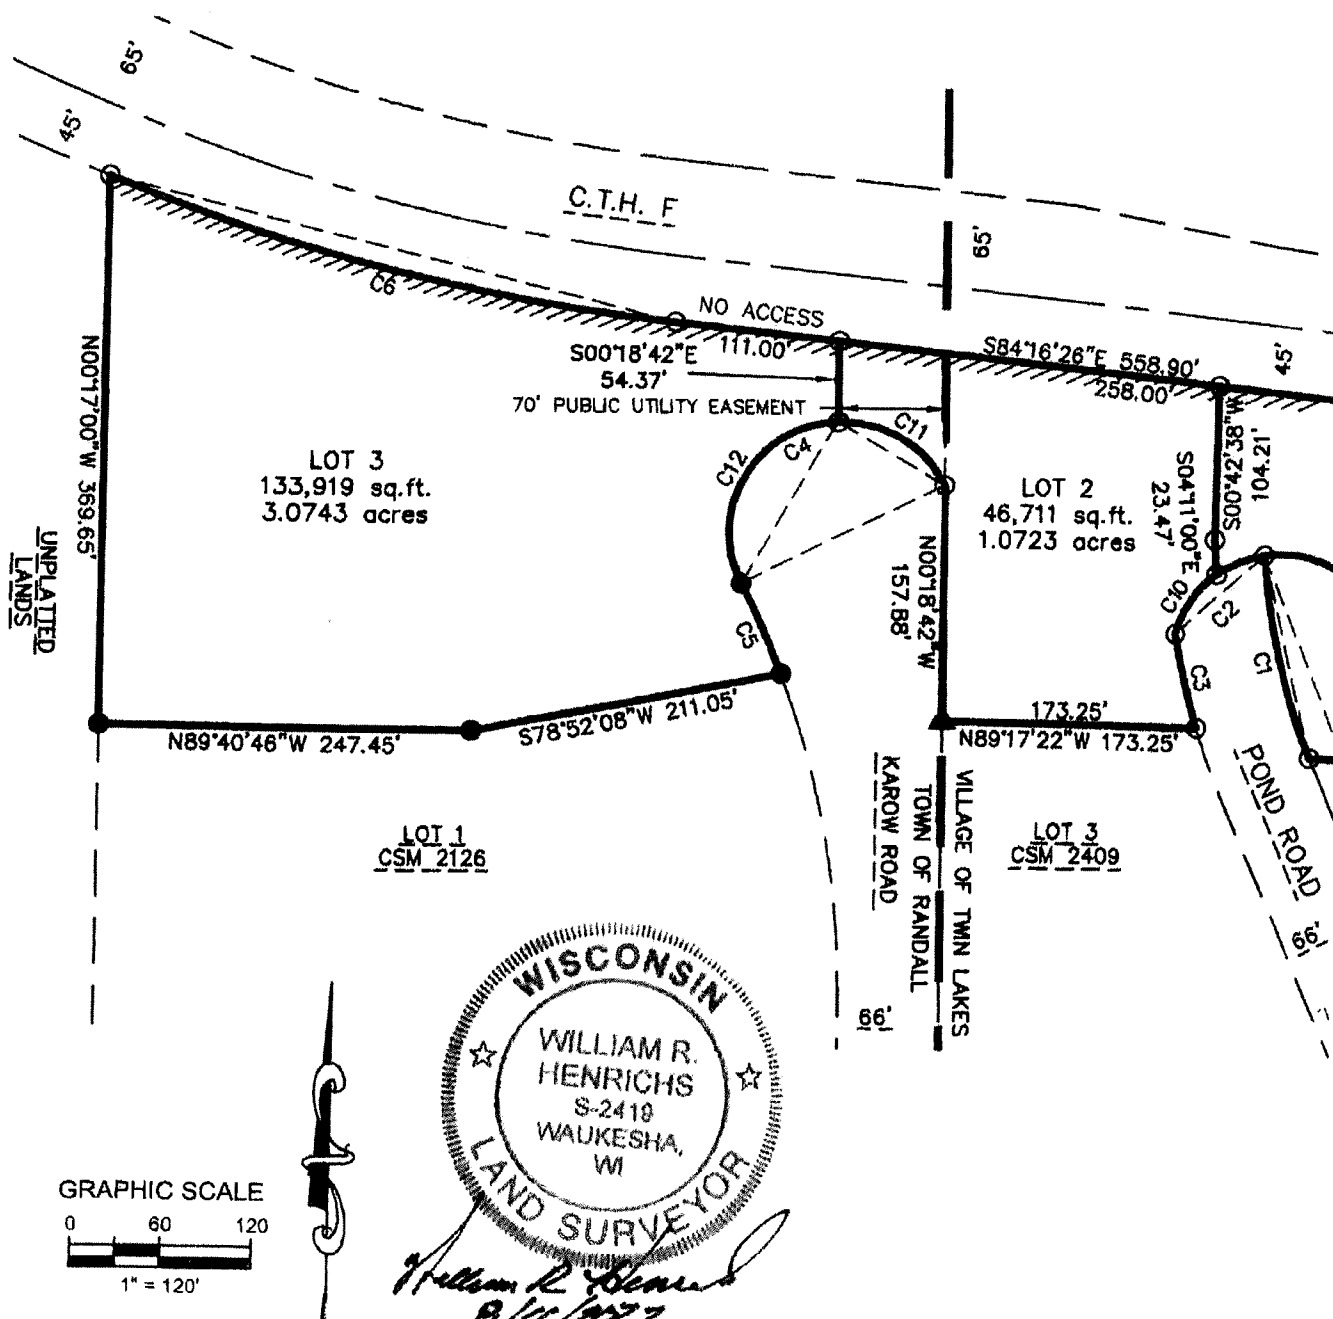 65'
45'
C.T.H. F
65'
C6
NO ACCESS
111.00'
S84°16'26"E 558.90'
258.00'
45'
S00°18'42"E
54.37'
70' PUBLIC UTILITY EASEMENT
C11
C4
C12
N00°17'00"W 369.65'
LOT 3
133,919 sq.ft.
3.0743 acres
LOT 2
46,711 sq.ft.
1.0723 acres
S04°11'00"E
23.47'
S00°42'38"W
104.21'
UNPLATTED
LANDS
N00°18'42"W
157.88'
C5
C10
C2
C3
C1
N89°40'46"W 247.45'
S78°52'08"W 211.05'
173.25'
N89°17'22"W 173.25'
POND ROAD
66'
KAROW ROAD
TOWN OF RANDALL
VILLAGE OF TWIN LAKES
66'
LOT 1
CSM 2126
LOT 3
CSM 2409
WISCONSIN
WILLIAM R.
HENRICHS
S-2419
WAUKESHA,
WI
LAND SURVEYOR
GRAPHIC SCALE
0 60 120
1" = 120'